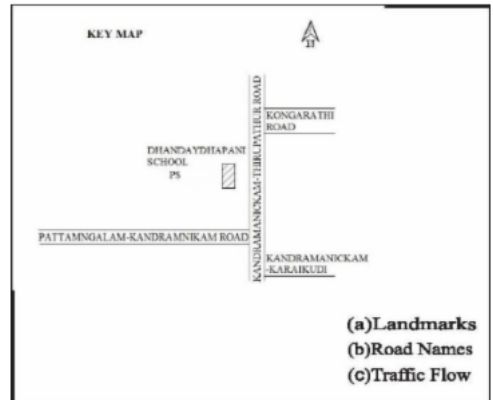 KEY MAP
N
KONGARATHI
ROAD
KANDRAMANICKAM-THIRUPATHUR ROAD
DHANDAYDHAPANI
SCHOOL
PS
PATTAMNGALAM-KANDRAMNIKAM ROAD
KANDRAMANICKAM
-KARAIKUDI
(a)Landmarks
(b)Road Names
(c)Traffic Flow